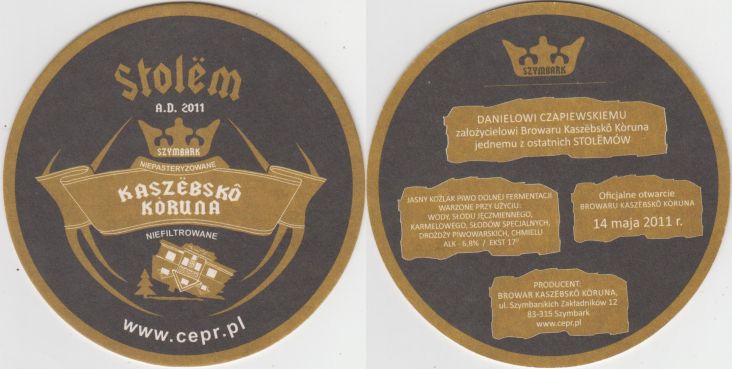 Stolëm
A.D. 2011
SZYMBARK
NIEPASTERYZOWANE
KASZËBSKÔ
KÒRUNA
NIEFILTROWANE
www.cepr.pl
SZYMBARK
DANIELOWI CZAPIEWSKIEMU
założycielowi Browaru Kaszëbskô Kòruna
jednemu z ostatnich STOLËMÓW
JASNY KOŹLAK PIWO DOLNEJ FERMENTACJI
WARZONE PRZY UŻYCIU:
WODY, SŁODU JĘCZMIENNEGO,
KARMELOWEGO, SŁODÓW SPECJALNYCH,
DROŻDŻY PIWOWARSKICH, CHMIELU
ALK - 6,8% / EKST 17°
Oficjalne otwarcie
BROWARU KASZËBSKÔ KÒRUNA
14 maja 2011 r.
PRODUCENT:
BROWAR KASZËBSKÔ KÒRUNA,
ul. Szymbarskich Zakładników 12
83-315 Szymbark
www.cepr.pl